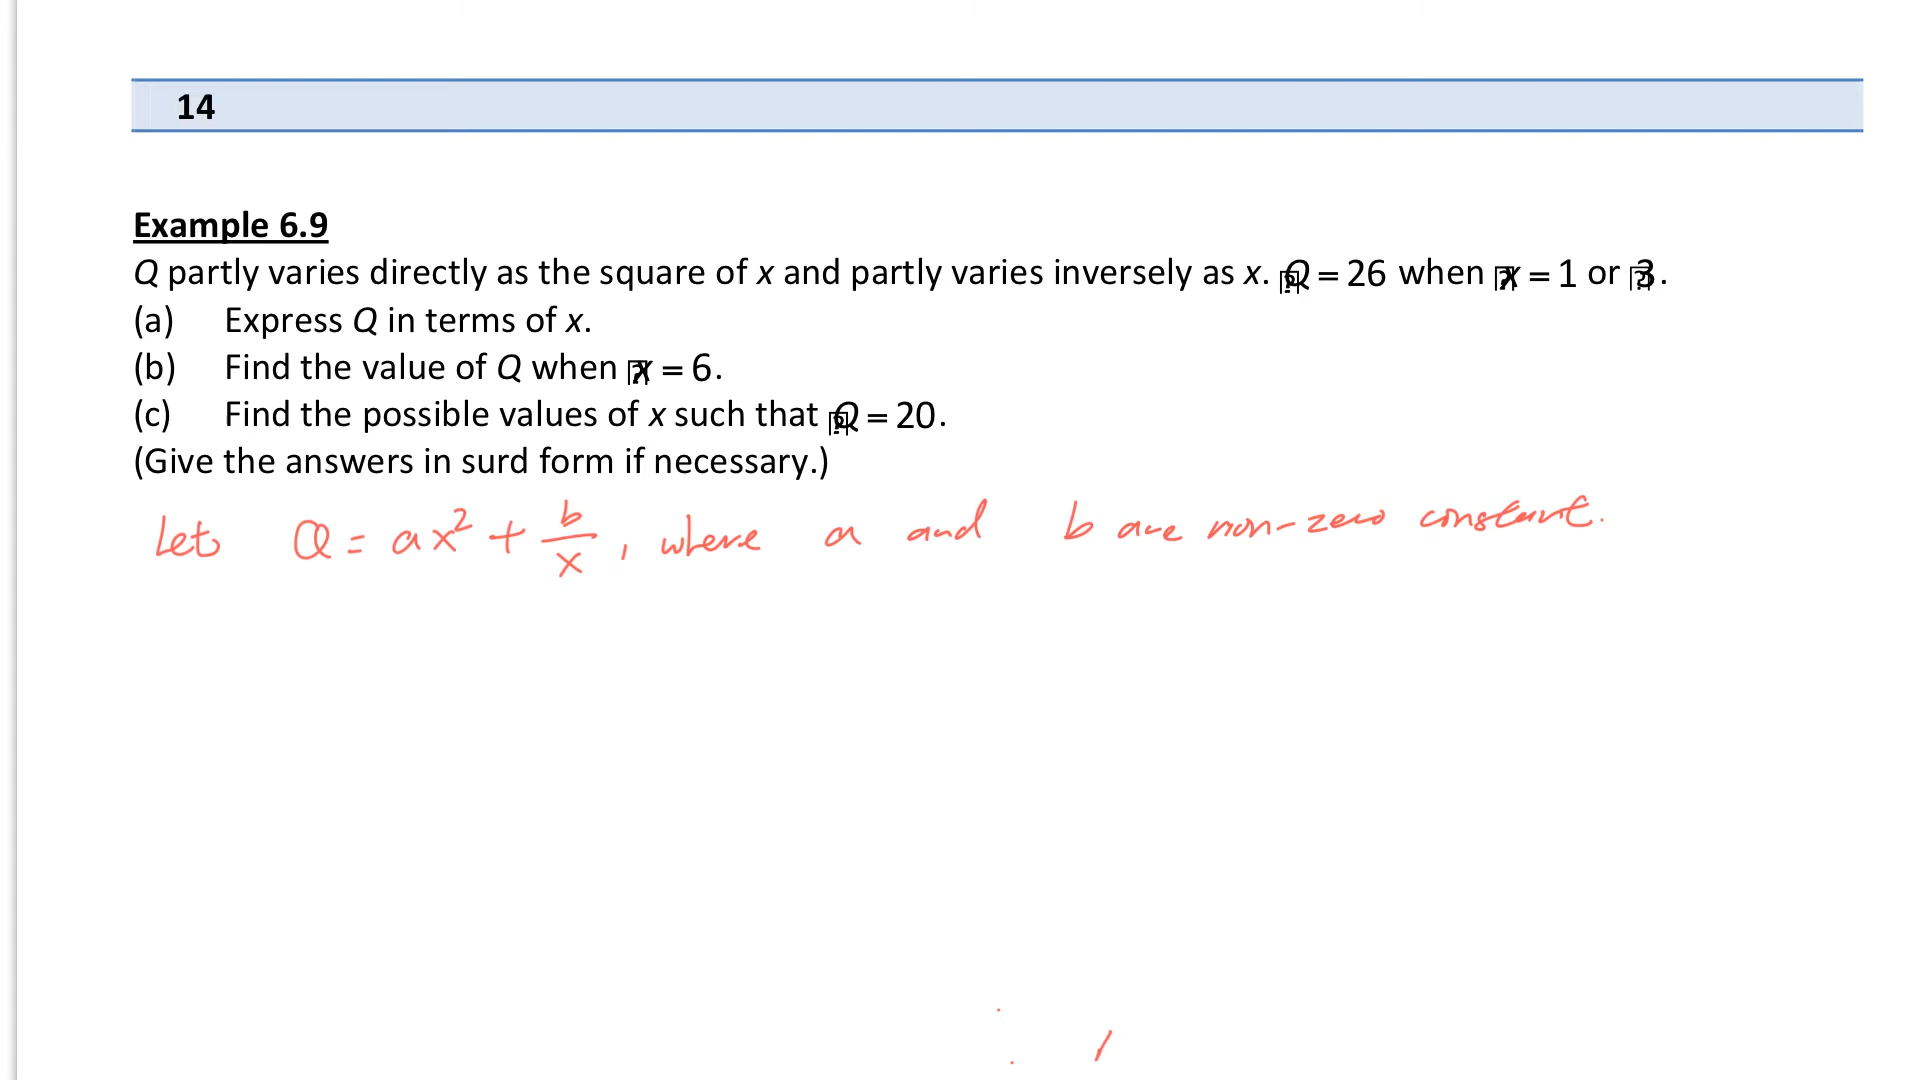 14
Example 6.9
Q partly varies directly as the square of x and partly varies inversely as x. Q = 26 when x = 1 or 3.
(a) Express Q in terms of x.
(b) Find the value of Q when x = 6.
(c) Find the possible values of x such that Q = 20.
(Give the answers in surd form if necessary.)
Let Q = ax² + b/x, where a and b are non-zero constant.